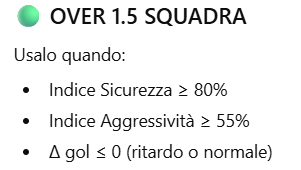 OVER 1.5 SQUADRA
Usalo quando:
• Indice Sicurezza ≥ 80%
• Indice Aggressività ≥ 55%
• Δ gol ≤ 0 (ritardo o normale)